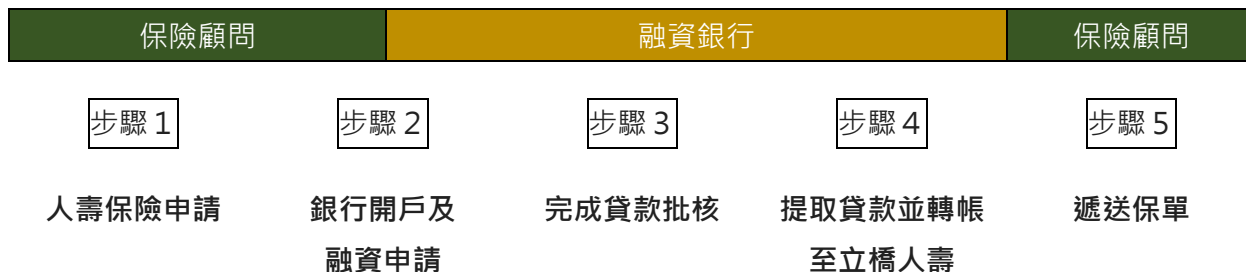 保險顧問
融資銀行
保險顧問
步驟 1
步驟 2
步驟 3
步驟 4
步驟 5
人壽保險申請
銀行開戶及
融資申請
完成貸款批核
提取貸款並轉帳
至立橋人壽
遞送保單